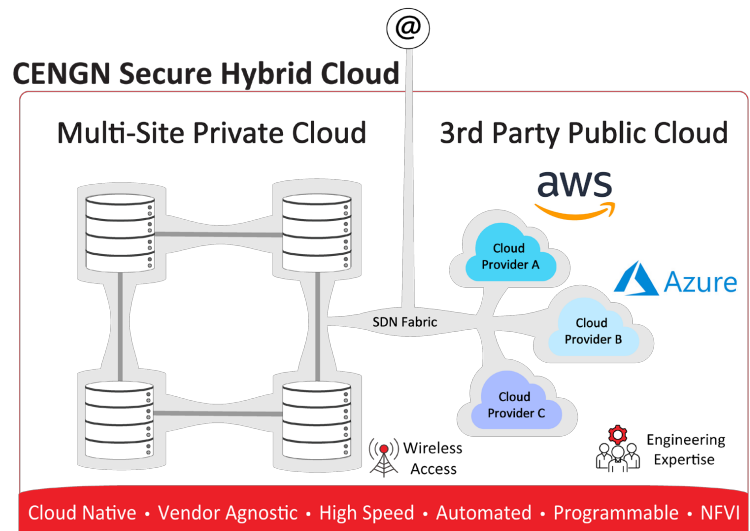 @
CENGN Secure Hybrid Cloud
Multi-Site Private Cloud
3rd Party Public Cloud
aws
Cloud
Provider A
Azure
Cloud
Provider B
SDN Fabric
Cloud
Provider C
Wireless
Access
Engineering
Expertise
Cloud Native • Vendor Agnostic • High Speed • Automated • Programmable • NFVI